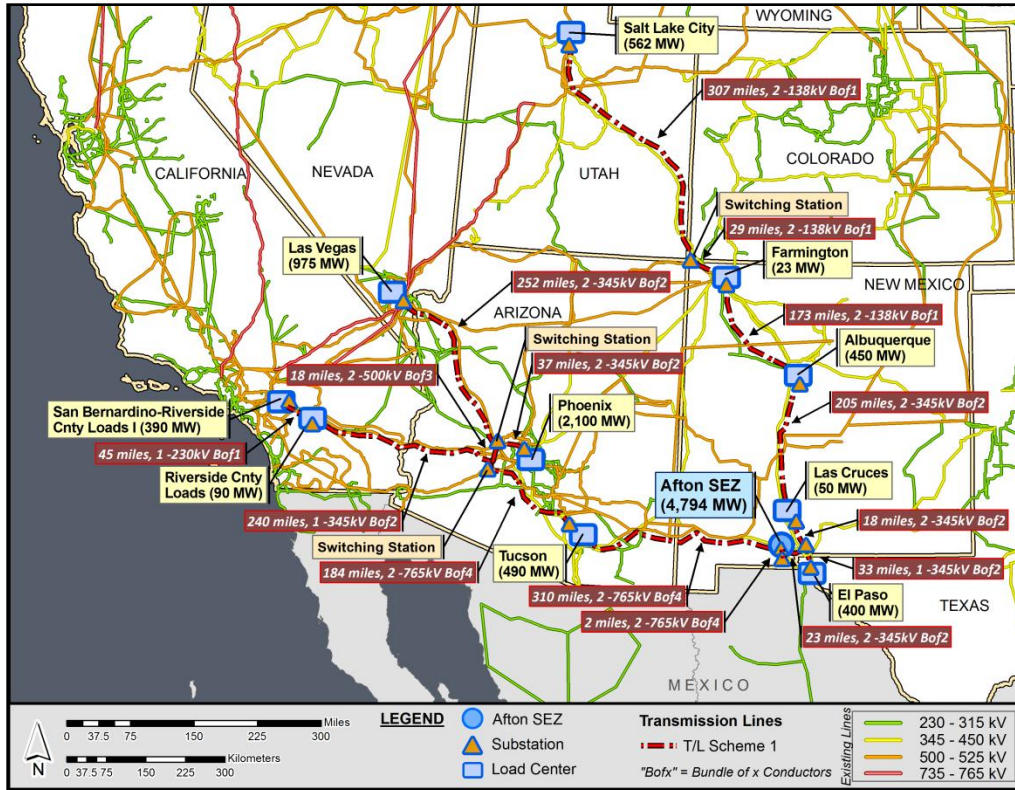 WYOMING
Salt Lake City
(562 MW)
307 miles, 2 -138kV Bof1
CALIFORNIA
NEVADA
UTAH
COLORADO
Switching Station
29 miles, 2 -138kV Bof1
Las Vegas
(975 MW)
Farmington
(23 MW)
252 miles, 2 -345kV Bof2
NEW MEXICO
ARIZONA
173 miles, 2 -138kV Bof1
Switching Station
Albuquerque
(450 MW)
18 miles, 2 -500kV Bof3
37 miles, 2 -345kV Bof2
205 miles, 2 -345kV Bof2
San Bernardino-Riverside
Cnty Loads I (390 MW)
Phoenix
(2,100 MW)
45 miles, 1 -230kV Bof1
Riverside Cnty
Loads (90 MW)
Afton SEZ
(4,794 MW)
Las Cruces
(50 MW)
240 miles, 1 -345kV Bof2
18 miles, 2 -345kV Bof2
Switching Station
Tucson
(490 MW)
184 miles, 2 -765kV Bof4
33 miles, 1 -345kV Bof2
310 miles, 2 -765kV Bof4
El Paso
(400 MW)
TEXAS
2 miles, 2 -765kV Bof4
23 miles, 2 -345kV Bof2
MEXICO
N
Miles
0 37.5 75 150 225 300
Kilometers
0 37.5 75 150 225 300
LEGEND
Afton SEZ
Substation
Load Center
Transmission Lines
T/L Scheme 1
"Bofx" = Bundle of x Conductors
Existing Lines
230 - 315 kV
345 - 450 kV
500 - 525 kV
735 - 765 kV